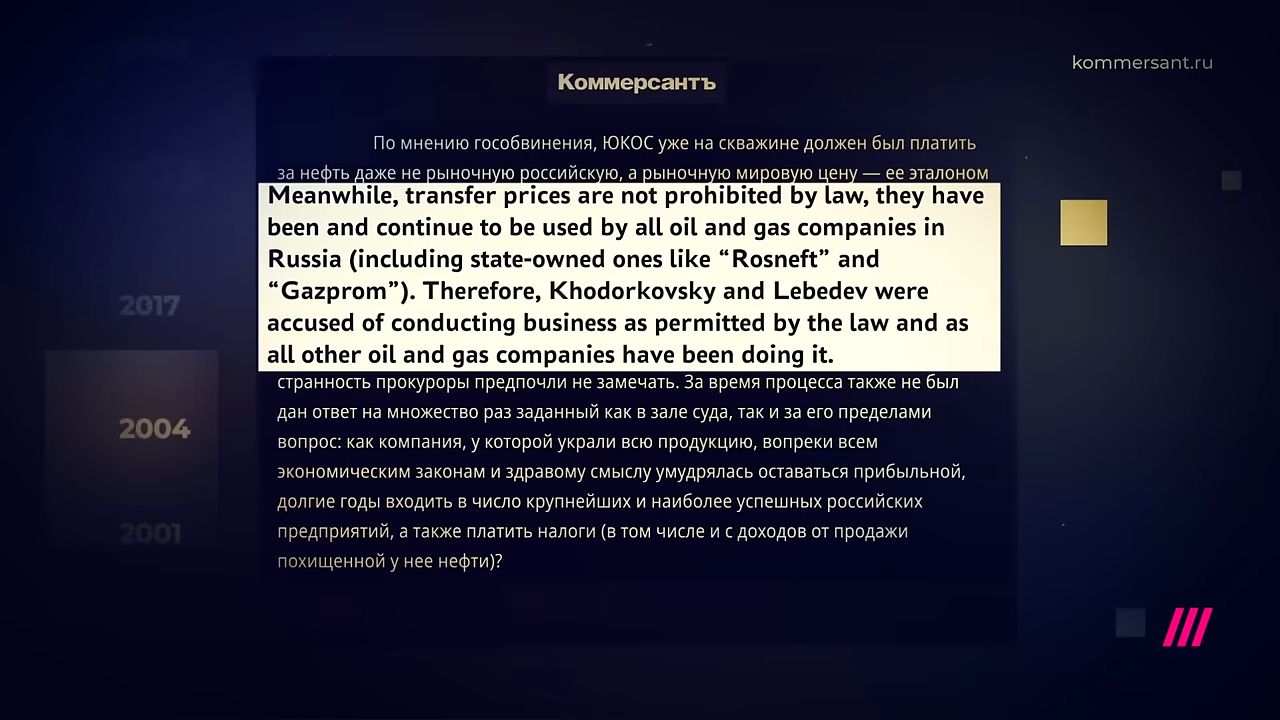 Коммерсантъ
kommersant.ru
По мнению гособвинения, ЮКОС уже на скважине должен был платить
за нефть даже не рыночную российскую, а рыночную мировую цену — ее эталоном
Meanwhile, transfer prices are not prohibited by law, they have
been and continue to be used by all oil and gas companies in
Russia (including state-owned ones like “Rosneft” and
“Gazprom”). Therefore, Khodorkovsky and Lebedev were
accused of conducting business as permitted by the law and as
all other oil and gas companies have been doing it.
странность прокуроры предпочли не замечать. За время процесса также не был
дан ответ на множество раз заданный как в зале суда, так и за его пределами
вопрос: как компания, у которой украли всю продукцию, вопреки всем
экономическим законам и здравому смыслу умудрялась оставаться прибыльной,
долгие годы входить в число крупнейших и наиболее успешных российских
предприятий, а также платить налоги (в том числе и с доходов от продажи
похищенной у нее нефти)?
2017
2004
2001